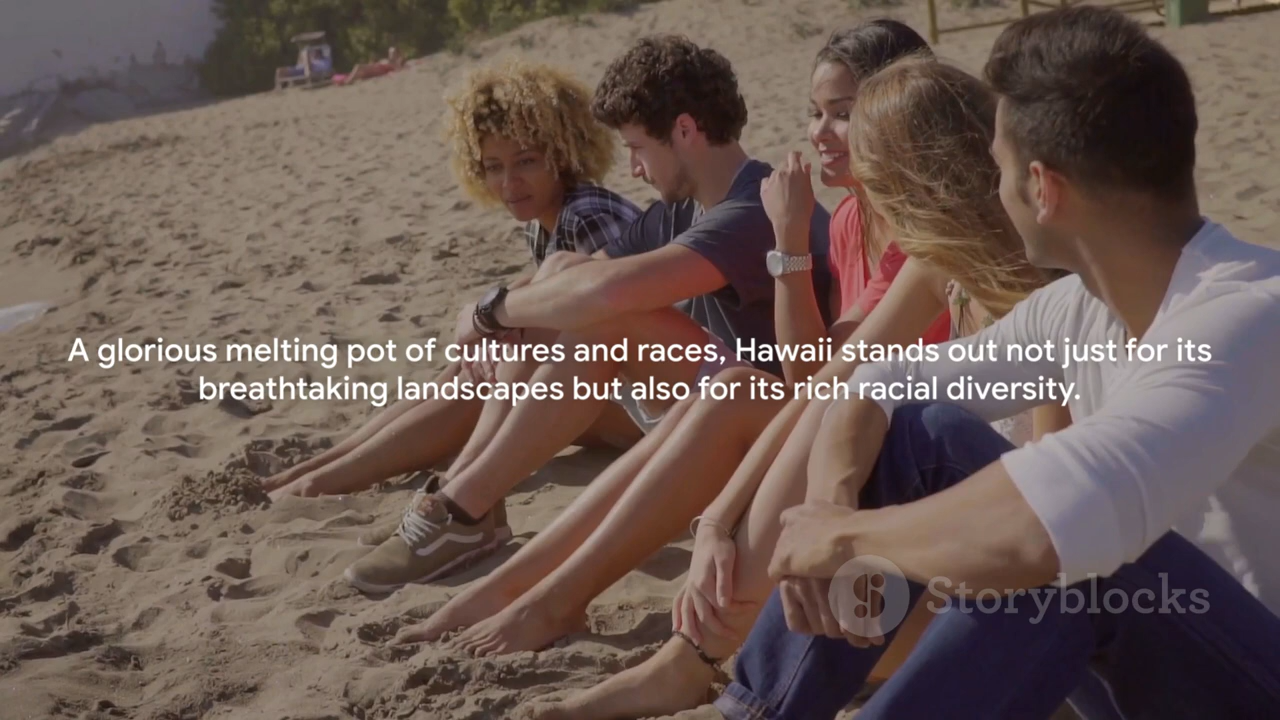 A glorious melting pot of cultures and races, Hawaii stands out not just for its
breathtaking landscapes but also for its rich racial diversity.
Storyblocks